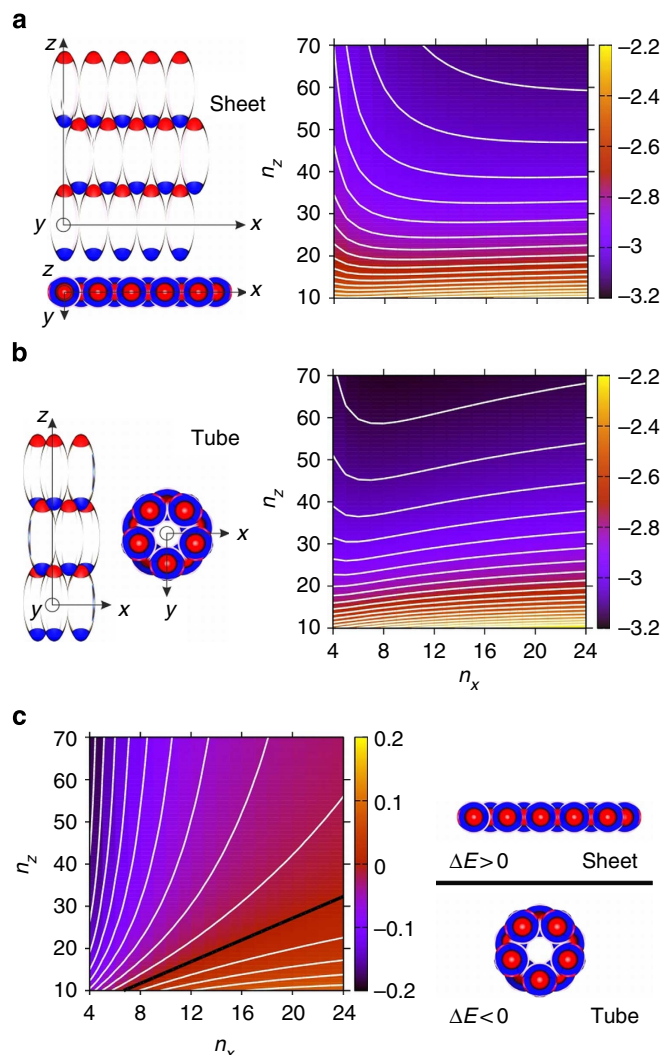 a
z
Sheet
y
x
z
x
y
n_z
70
60
50
40
30
20
10
−2.2
−2.4
−2.6
−2.8
−3
−3.2
b
z
Tube
y
x
x
y
n_z
70
60
50
40
30
20
10
4 8 12 16 20 24
n_x
−2.2
−2.4
−2.6
−2.8
−3
−3.2
c
n_z
70
60
50
40
30
20
10
4 8 12 16 20 24
n_x
0.2
0.1
0
−0.1
−0.2
ΔE>0 Sheet
ΔE<0 Tube